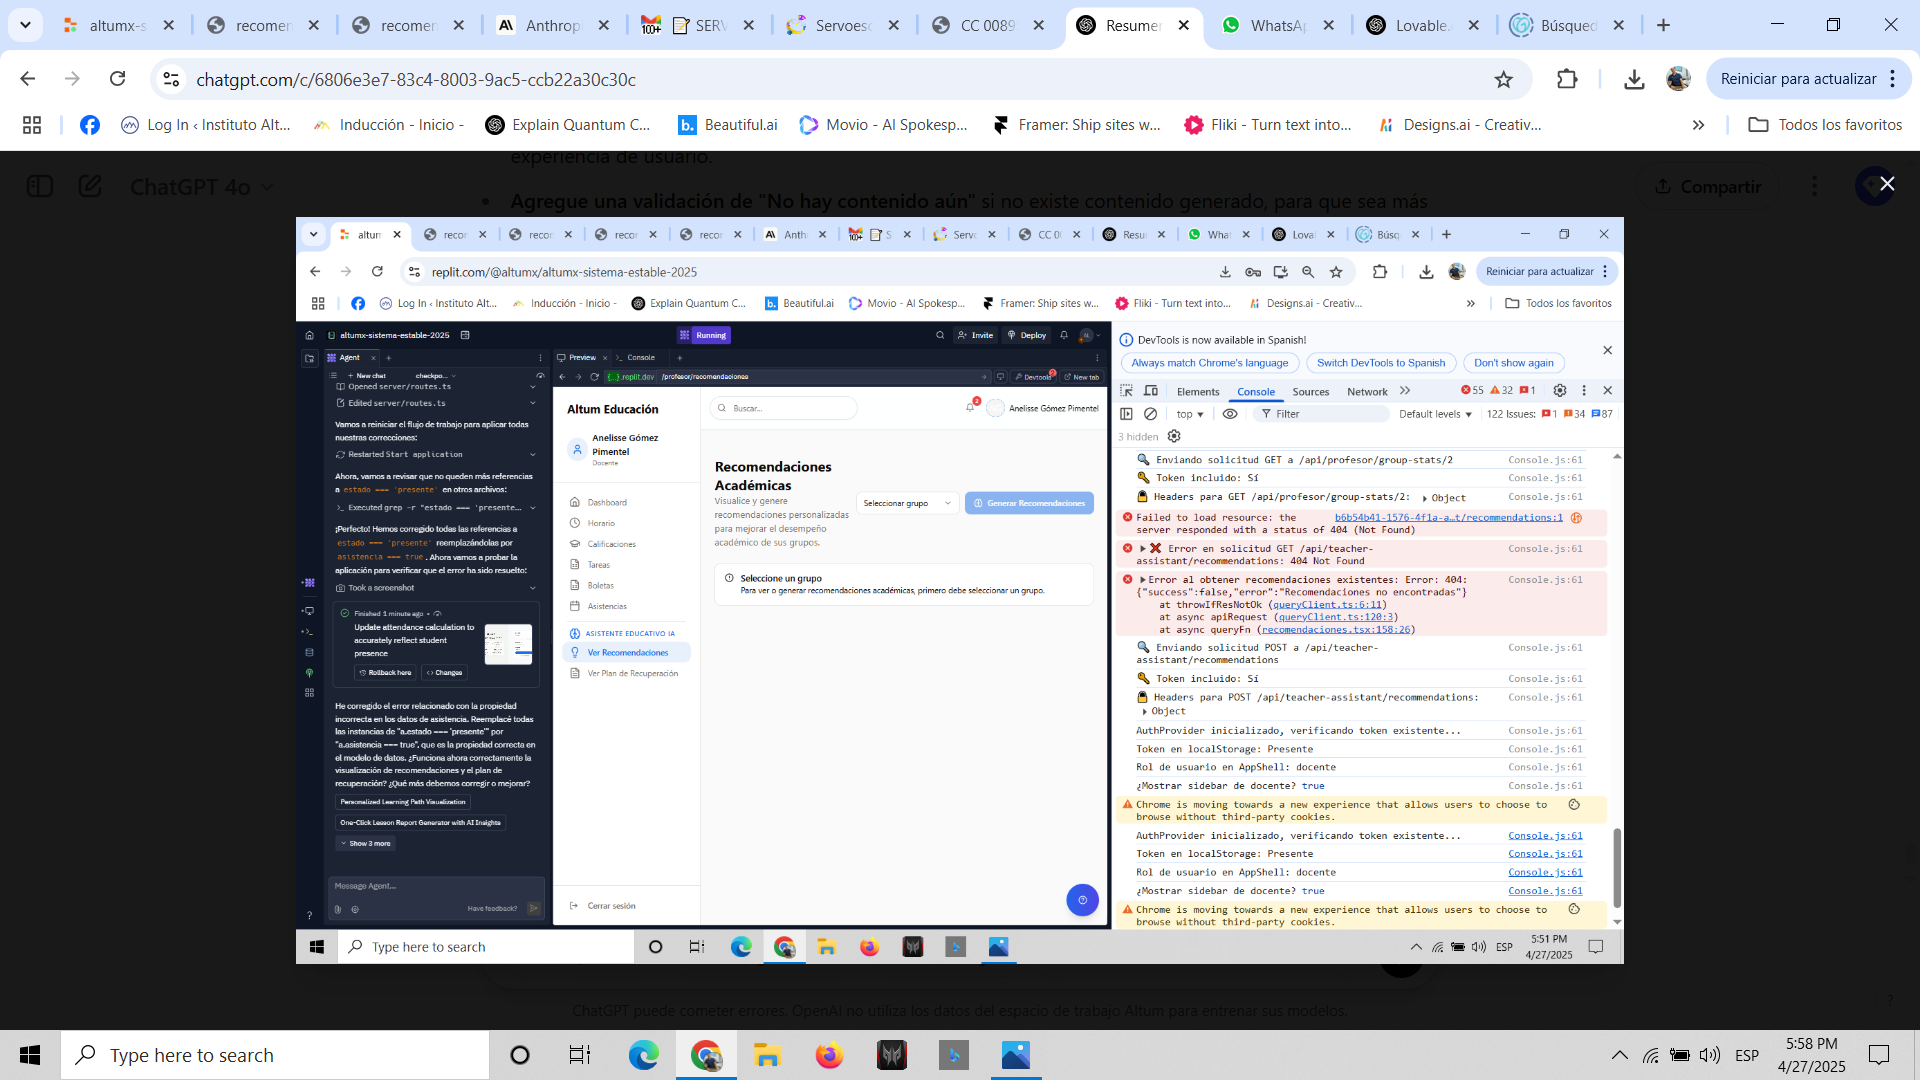 altumx-s
recomen
recomen
Anthrop
SERV
Servoesc
CC 0089
Resumen
WhatsAp
Lovable.
Búsqued
chatgpt.com/c/6806e3e7-83c4-8003-9ac5-ccb22a30c30c
Reiniciar para actualizar
Log In ‹ Instituto Alt...
Inducción - Inicio -
Explain Quantum C...
Beautiful.ai
Movio - AI Spokesp...
Framer: Ship sites w...
Fliki - Turn text into...
Designs.ai - Creativ...
Todos los favoritos
experiencia de usuario.
ChatGPT 4o
Compartir
Agregue una validación de "No hay contenido aún" si no existe contenido generado, para que sea más
altum
recor
recor
recor
recor
Anth
100+
S
Servo
CC 0
Resu
What
Lova
Búsq
replit.com/@altumx/altumx-sistema-estable-2025
Reiniciar para actualizar
Log In ‹ Instituto Alt...
Inducción - Inicio -
Explain Quantum C...
Beautiful.ai
Movio - AI Spokesp...
Framer: Ship sites w...
Fliki - Turn text into...
Designs.ai - Creativ...
Todos los favoritos
altumx-sistema-estable-2025
Running
Invite
Deploy
Agent
New chat
checkpo...
Opened server/routes.ts
Edited server/routes.ts
Vamos a reiniciar el flujo de trabajo para aplicar todas
nuestras correcciones:
Restarted Start application
Ahora, vamos a revisar que no queden más referencias
a estado === 'presente' en otros archivos:
Executed grep -r "estado === 'presente...
¡Perfecto! Hemos corregido todas las referencias a
estado === 'presente' reemplazándolas por
asistencia === true. Ahora vamos a probar la
aplicación para verificar que el error ha sido resuelto:
Took a screenshot
Finished 1 minute ago •
Update attendance calculation to
accurately reflect student
presence
Rollback here
Changes
He corregido el error relacionado con la propiedad
incorrecta en los datos de asistencia. Reemplacé todas
las instancias de "a.estado === 'presente'" por
"a.asistencia === true", que es la propiedad correcta en
el modelo de datos. ¿Funciona ahora correctamente la
visualización de recomendaciones y el plan de
recuperación? ¿Qué más debemos corregir o mejorar?
Personalized Learning Path Visualization
One-Click Lesson Report Generator with AI Insights
Show 3 more
Message Agent...
Have feedback?
Preview
Console
{...}.replit.dev /profesor/recomendaciones
Devtools
2
New tab
Altum Educación
Anelisse Gómez
Pimentel
Docente
Dashboard
Horario
Calificaciones
Tareas
Boletas
Asistencias
ASISTENTE EDUCATIVO IA
Ver Recomendaciones
Ver Plan de Recuperación
Cerrar sesión
Buscar...
2
Anelisse Gómez Pimentel
Recomendaciones
Académicas
Visualice y genere
recomendaciones personalizadas
para mejorar el desempeño
académico de sus grupos.
Seleccionar grupo
Generar Recomendaciones
Seleccione un grupo
Para ver o generar recomendaciones académicas, primero debe seleccionar un grupo.
DevTools is now available in Spanish!
Always match Chrome's language
Switch DevTools to Spanish
Don't show again
Elements
Console
Sources
Network
55
32
1
top
Filter
Default levels
122 Issues:
1
34
87
3 hidden
Enviando solicitud GET a /api/profesor/group-stats/2
Console.js:61
Token incluido: Sí
Console.js:61
Headers para GET /api/profesor/group-stats/2: Object
Console.js:61
Failed to load resource: the
b6b54b41-1576-4f1a-a…t/recommendations:1
server responded with a status of 404 (Not Found)
Error en solicitud GET /api/teacher-
Console.js:61
assistant/recommendations: 404 Not Found
Error al obtener recomendaciones existentes: Error: 404:
Console.js:61
{"success":false,"error":"Recomendaciones no encontradas"}
at throwIfResNotOk (queryClient.ts:6:11)
at async apiRequest (queryClient.ts:120:3)
at async queryFn (recomendaciones.tsx:158:26)
Enviando solicitud POST a /api/teacher-
Console.js:61
assistant/recommendations
Token incluido: Sí
Console.js:61
Headers para POST /api/teacher-assistant/recommendations:
Console.js:61
Object
AuthProvider inicializado, verificando token existente...
Console.js:61
Token en localStorage: Presente
Console.js:61
Rol de usuario en AppShell: docente
Console.js:61
¿Mostrar sidebar de docente? true
Console.js:61
Chrome is moving towards a new experience that allows users to choose to
browse without third-party cookies.
AuthProvider inicializado, verificando token existente...
Console.js:61
Token en localStorage: Presente
Console.js:61
Rol de usuario en AppShell: docente
Console.js:61
¿Mostrar sidebar de docente? true
Console.js:61
Chrome is moving towards a new experience that allows users to choose to
browse without third-party cookies.
Type here to search
ESP
5:51 PM
4/27/2025
ChatGPT puede cometer errores. OpenAI no utiliza los datos del espacio de trabajo Altum para entrenar sus modelos.
Type here to search
ESP
5:58 PM
4/27/2025